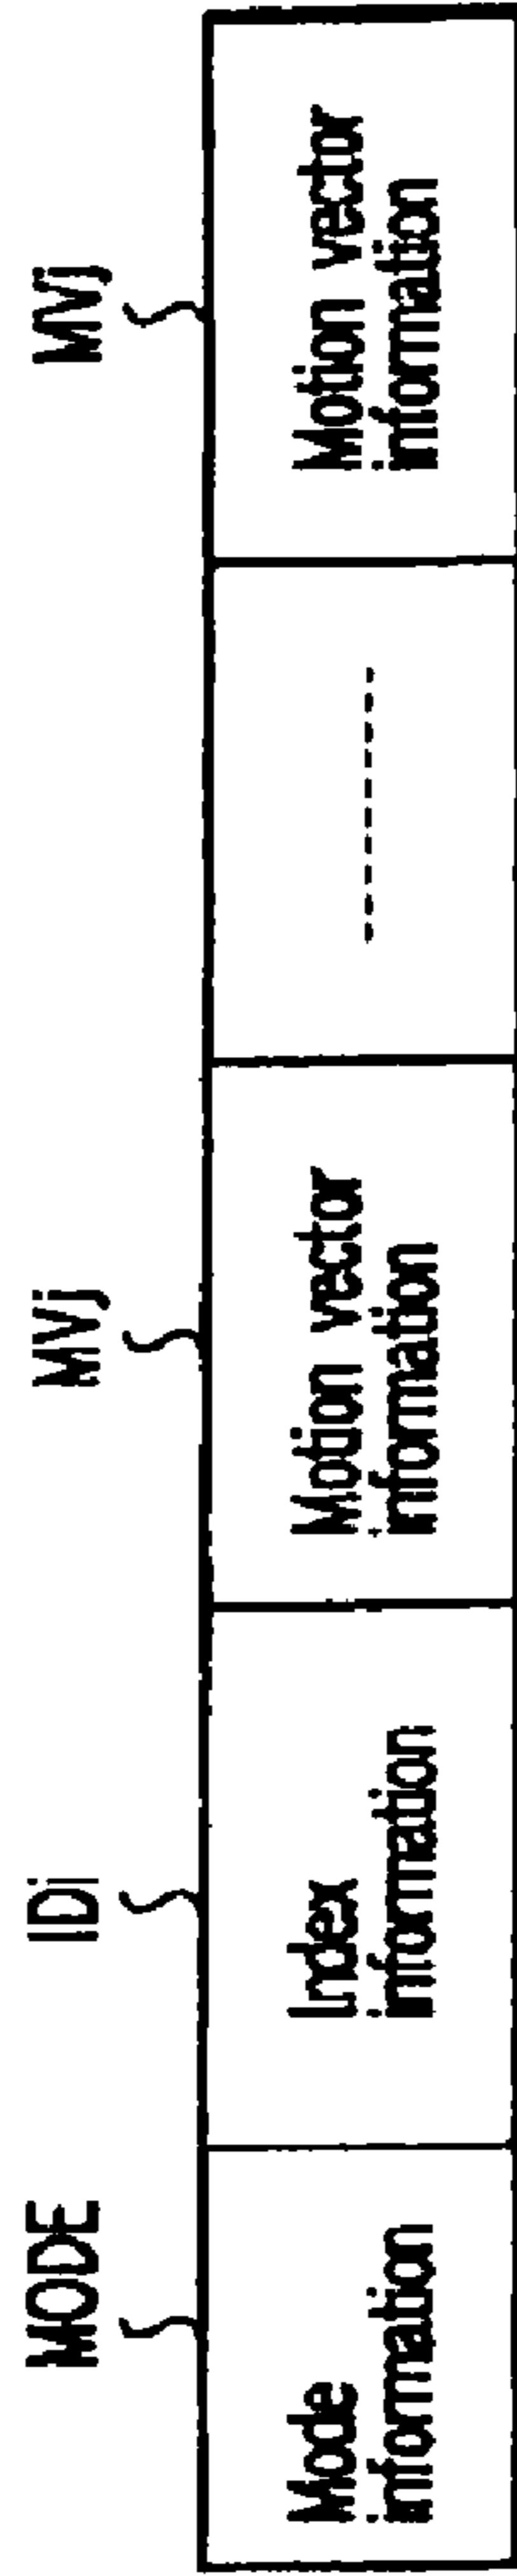 MODE IDi MVj MVj
Mode
information
Index
information
Motion vector
information
---------
Motion vector
information